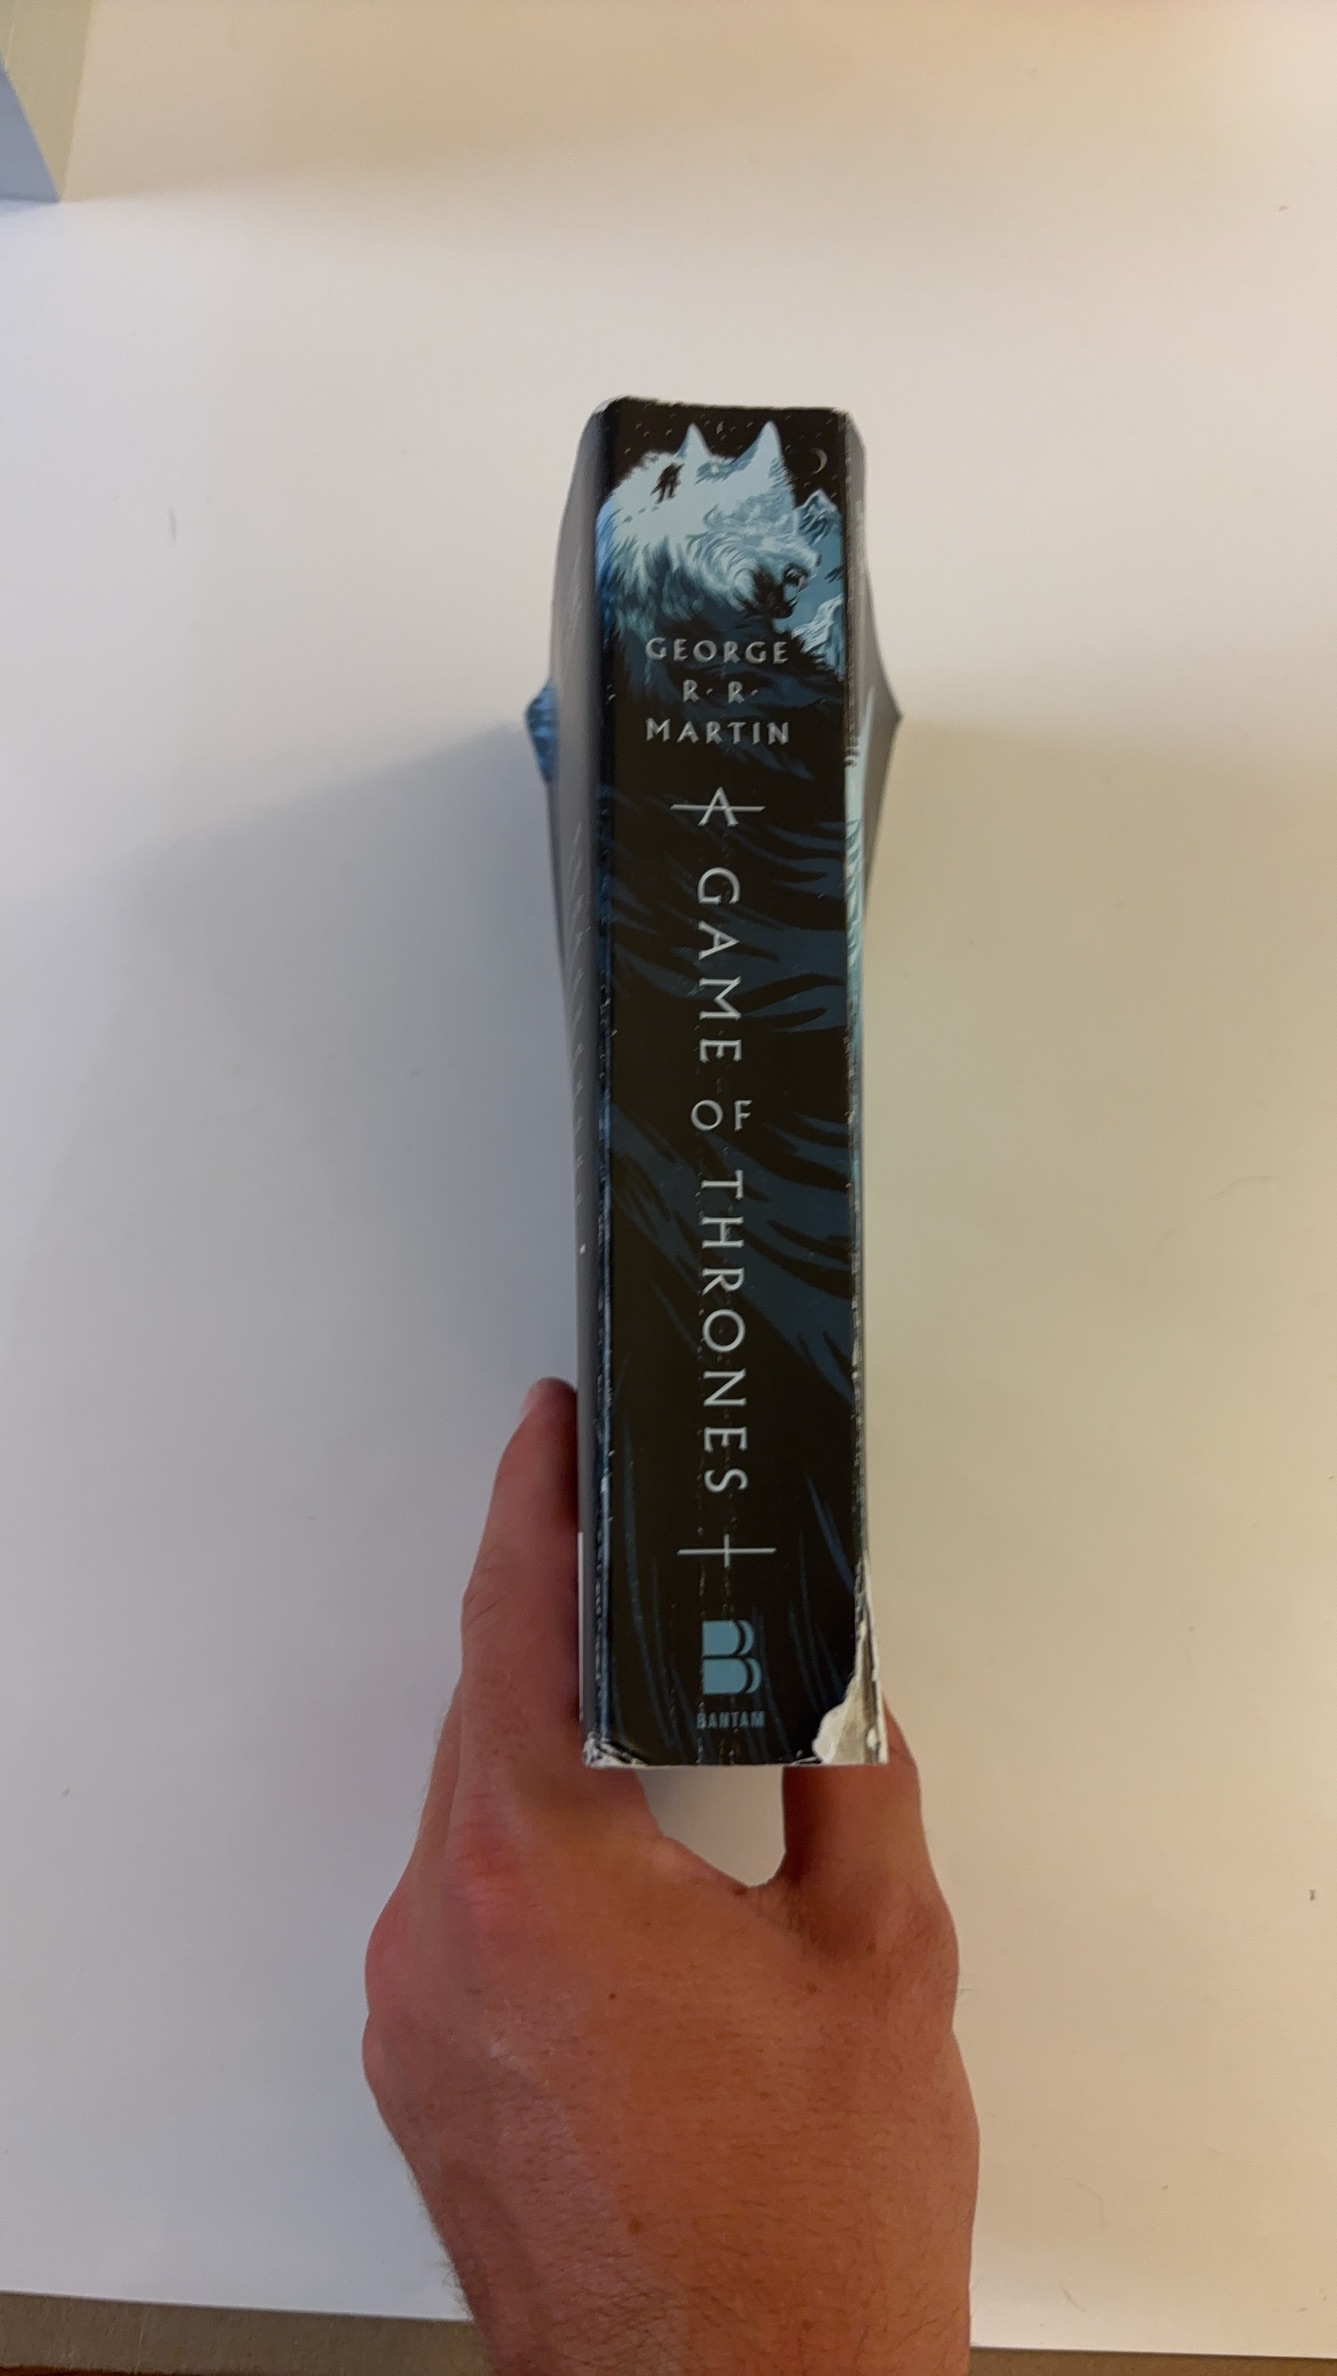 GEORGE
R. R.
MARTIN
A GAME OF THRONES
BANTAM